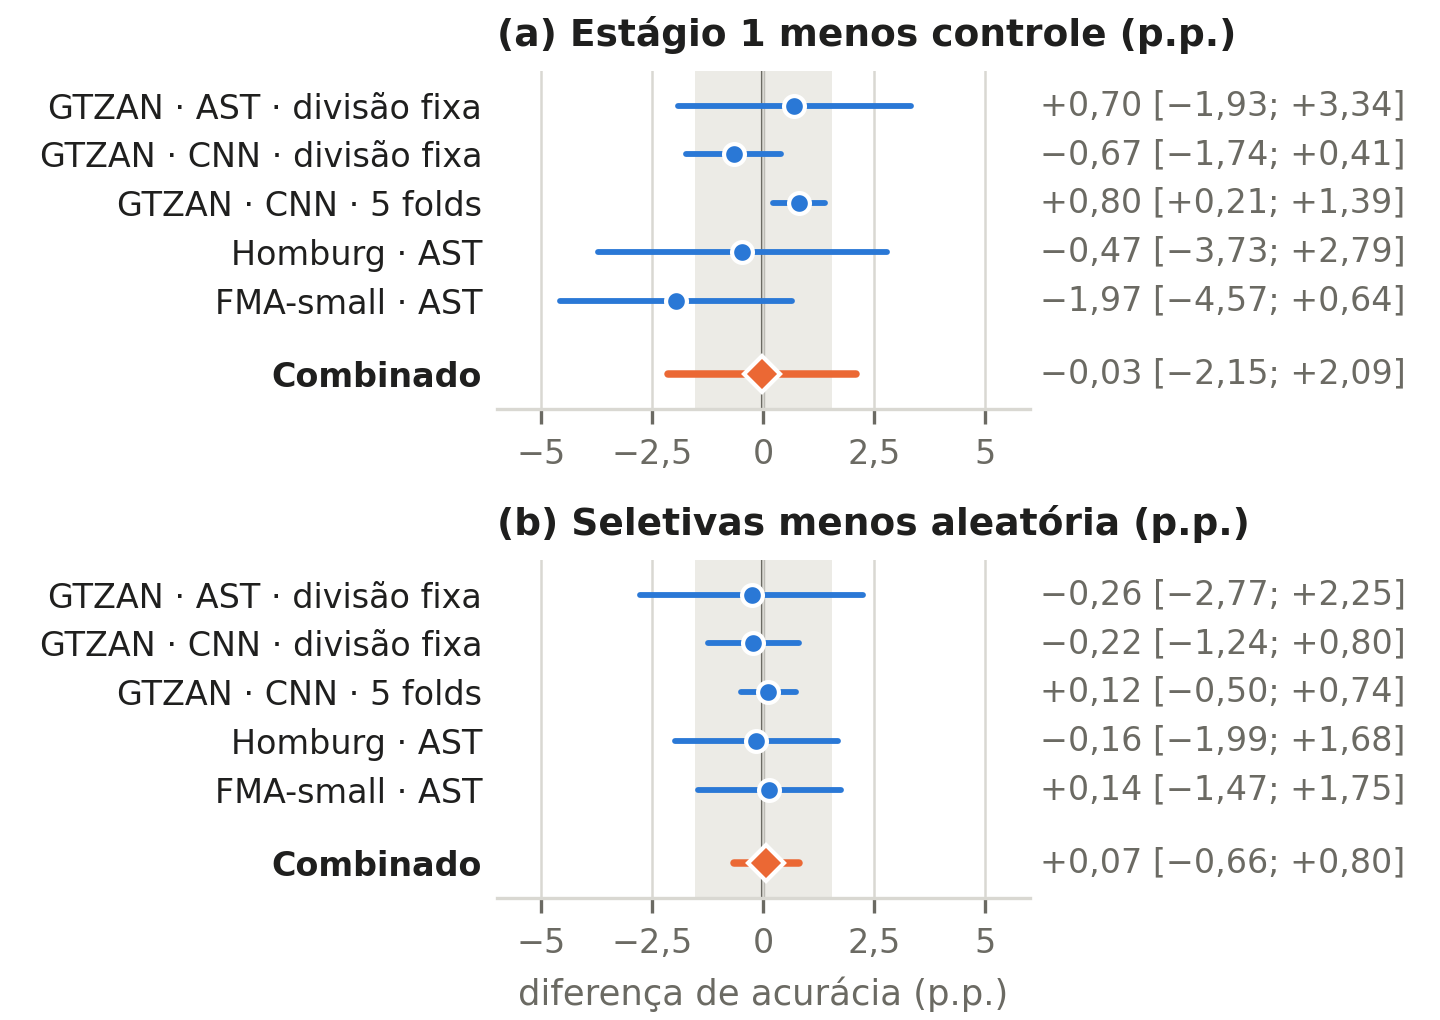 (a) Estágio 1 menos controle (p.p.)
GTZAN · AST · divisão fixa +0,70 [−1,93; +3,34]
GTZAN · CNN · divisão fixa −0,67 [−1,74; +0,41]
GTZAN · CNN · 5 folds +0,80 [+0,21; +1,39]
Homburg · AST −0,47 [−3,73; +2,79]
FMA-small · AST −1,97 [−4,57; +0,64]
Combinado −0,03 [−2,15; +2,09]
−5 −2,5 0 2,5 5
(b) Seletivas menos aleatória (p.p.)
GTZAN · AST · divisão fixa −0,26 [−2,77; +2,25]
GTZAN · CNN · divisão fixa −0,22 [−1,24; +0,80]
GTZAN · CNN · 5 folds +0,12 [−0,50; +0,74]
Homburg · AST −0,16 [−1,99; +1,68]
FMA-small · AST +0,14 [−1,47; +1,75]
Combinado +0,07 [−0,66; +0,80]
−5 −2,5 0 2,5 5
diferença de acurácia (p.p.)